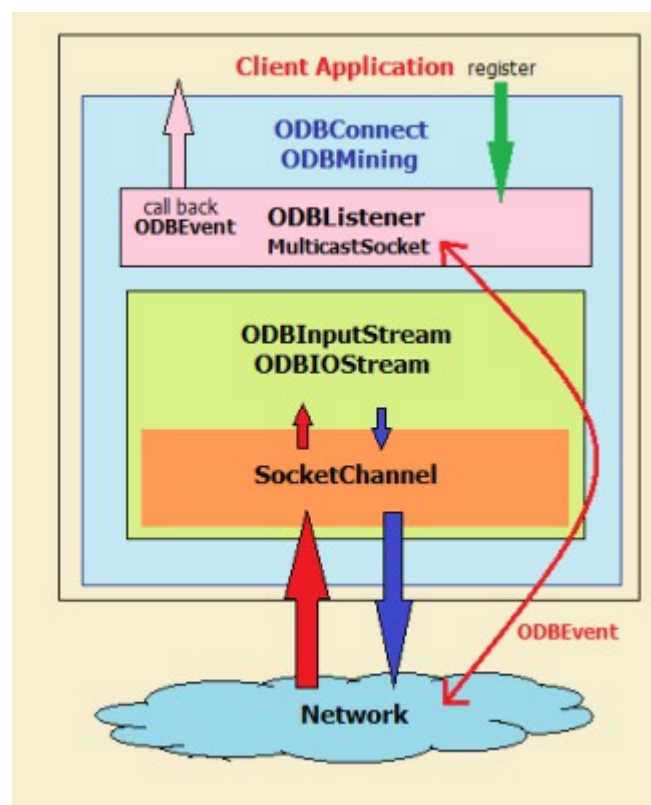 Client Application register
ODBConnect
ODBMining
call back
ODBEvent
ODBListener
MulticastSocket
ODBInputStream
ODBIOStream
SocketChannel
ODBEvent
Network